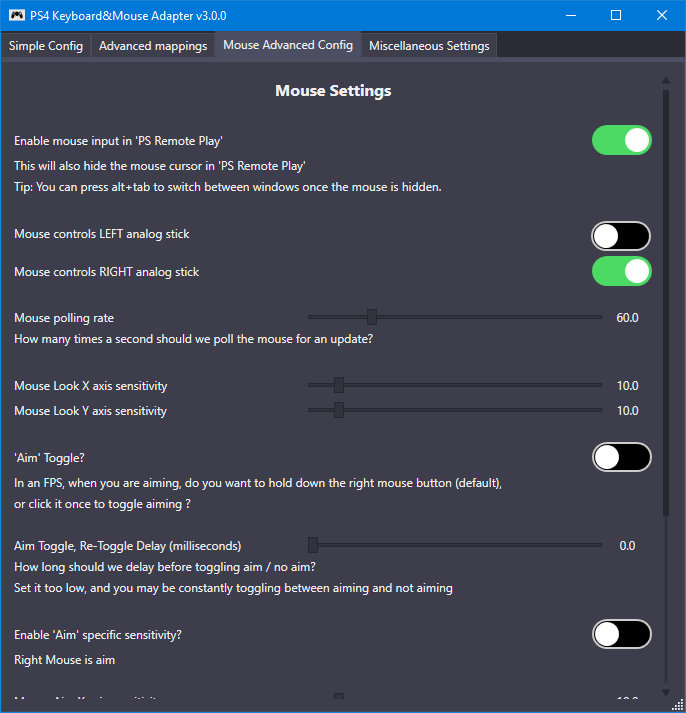 PS4 Keyboard&Mouse Adapter v3.0.0
Simple Config
Advanced mappings
Mouse Advanced Config
Miscellaneous Settings
Mouse Settings
Enable mouse input in 'PS Remote Play'
This will also hide the mouse cursor in 'PS Remote Play'
Tip: You can press alt+tab to switch between windows once the mouse is hidden.
Mouse controls LEFT analog stick
Mouse controls RIGHT analog stick
Mouse polling rate 60.0
How many times a second should we poll the mouse for an update?
Mouse Look X axis sensitivity 10.0
Mouse Look Y axis sensitivity 10.0
'Aim' Toggle?
In an FPS, when you are aiming, do you want to hold down the right mouse button (default),
or click it once to toggle aiming ?
Aim Toggle, Re-Toggle Delay (milliseconds) 0.0
How long should we delay before toggling aim / no aim?
Set it too low, and you may be constantly toggling between aiming and not aiming
Enable 'Aim' specific sensitivity?
Right Mouse is aim